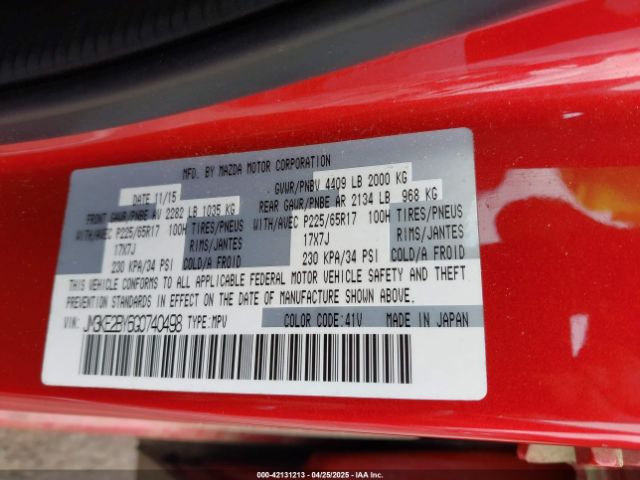 MFD. BY MAZDA MOTOR CORPORATION
DATE 11/15 GVWR/PNBV 4409 LB 2000 KG
FRONT GAWR/PNBE AV 2282 LB 1035 KG REAR GAWR/PNBE AR 2134 LB 968 KG
WITH/AVEC P225/65R17 100H TIRES/PNEUS WITH/AVEC P225/65R17 100H TIRES/PNEUS
17X7J RIMS/JANTES 17X7J RIMS/JANTES
230 KPA/34 PSI COLD/A FROID 230 KPA/34 PSI COLD/A FROID
THIS VEHICLE CONFORMS TO ALL APPLICABLE FEDERAL MOTOR VEHICLE SAFETY AND THEFT
PREVENTION STANDARDS IN EFFECT ON THE DATE OF MANUFACTURE SHOWN ABOVE.
VIN: JM3KE2BY6G0740498 TYPE:MPV COLOR CODE:41V MADE IN JAPAN
000-42131213 - 04/25/2025 - IAA Inc.